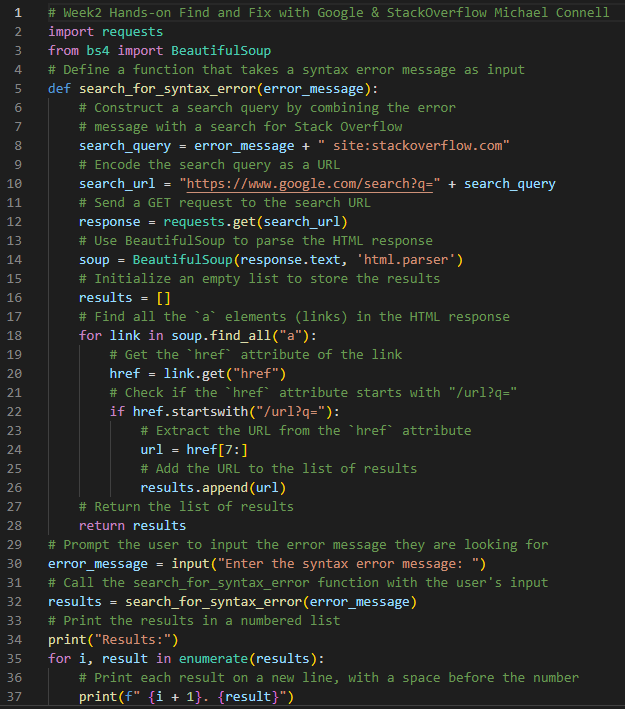 1 # Week2 Hands-on Find and Fix with Google & StackOverflow Michael Connell
2 import requests
3 from bs4 import BeautifulSoup
4 # Define a function that takes a syntax error message as input
5 def search_for_syntax_error(error_message):
6     # Construct a search query by combining the error
7     # message with a search for Stack Overflow
8     search_query = error_message + " site:stackoverflow.com"
9     # Encode the search query as a URL
10     search_url = "https://www.google.com/search?q=" + search_query
11     # Send a GET request to the search URL
12     response = requests.get(search_url)
13     # Use BeautifulSoup to parse the HTML response
14     soup = BeautifulSoup(response.text, 'html.parser')
15     # Initialize an empty list to store the results
16     results = []
17     # Find all the `a` elements (links) in the HTML response
18     for link in soup.find_all("a"):
19         # Get the `href` attribute of the link
20         href = link.get("href")
21         # Check if the `href` attribute starts with "/url?q="
22         if href.startswith("/url?q="):
23             # Extract the URL from the `href` attribute
24             url = href[7:]
25             # Add the URL to the list of results
26             results.append(url)
27     # Return the list of results
28     return results
29 # Prompt the user to input the error message they are looking for
30 error_message = input("Enter the syntax error message: ")
31 # Call the search_for_syntax_error function with the user's input
32 results = search_for_syntax_error(error_message)
33 # Print the results in a numbered list
34 print("Results:")
35 for i, result in enumerate(results):
36     # Print each result on a new line, with a space before the number
37     print(f" {i + 1}. {result}")